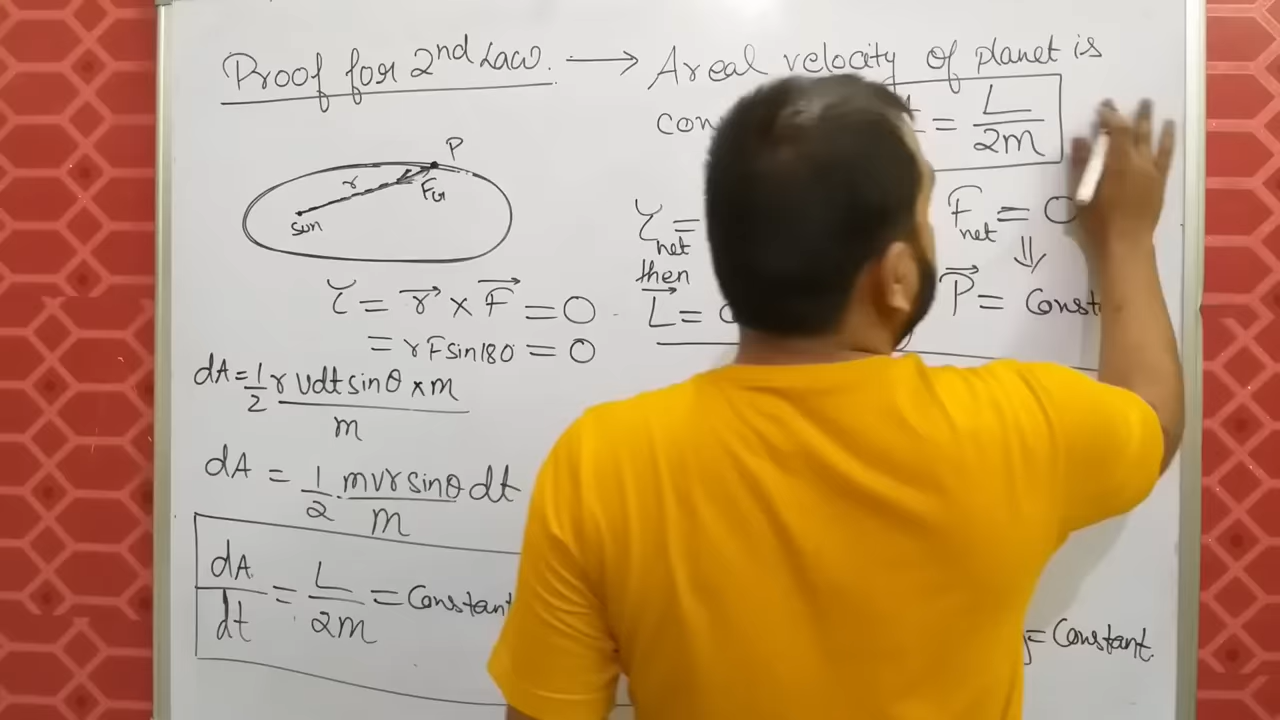 Proof for 2nd Law. → Areal velocity of planet is
= L/2m
P
r
FG
sun
τnet =
then
L⃗ =
Fnet = 0
⇓
P⃗ = Const
τ = r⃗ × F⃗ = 0
= rFsin180 = 0
dA = 1/2 r vdt sinθ × m / m
dA = 1/2 · mvr sinθ dt / m
dA/dt = L/2m = Constant
= Constant.